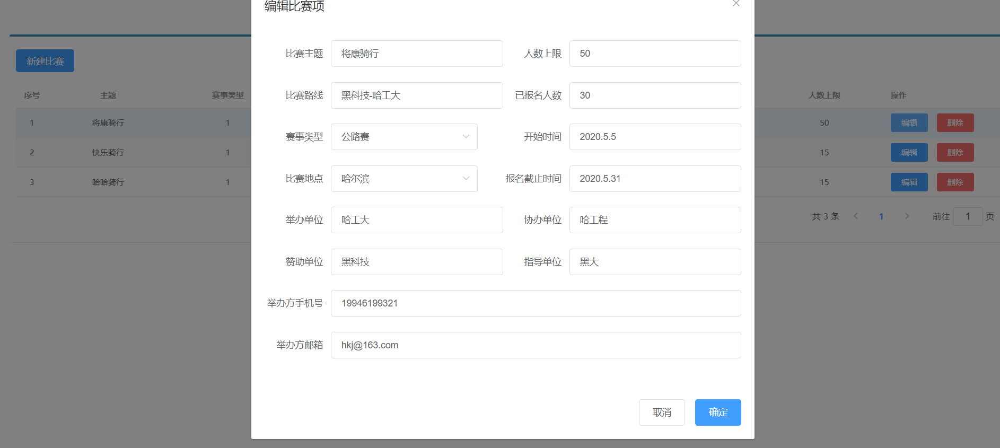 编辑比赛项
新建比赛
比赛主题 将康骑行 人数上限 50
比赛路线 黑科技-哈工大 已报名人数 30
赛事类型 公路赛 开始时间 2020.5.5
比赛地点 哈尔滨 报名截止时间 2020.5.31
举办单位 哈工大 协办单位 哈工程
赞助单位 黑科技 指导单位 黑大
举办方手机号 19946199321
举办方邮箱 hkj@163.com
取消 确定
序号 主题 赛事类型 人数上限 操作
1 将康骑行 1 50 编辑 删除
2 快乐骑行 1 15 编辑 删除
3 哈哈骑行 1 15 编辑 删除
共 3 条 1 前往 1 页